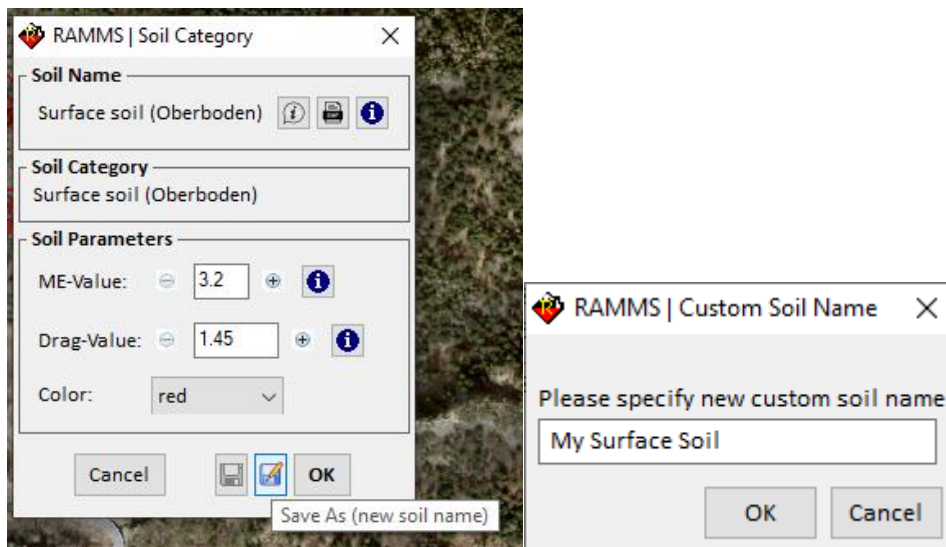 RAMMS | Soil Category
Soil Name
Surface soil (Oberboden)
Soil Category
Surface soil (Oberboden)
Soil Parameters
ME-Value: 3.2
Drag-Value: 1.45
Color: red
Cancel OK
Save As (new soil name)
RAMMS | Custom Soil Name
Please specify new custom soil name
My Surface Soil
OK Cancel